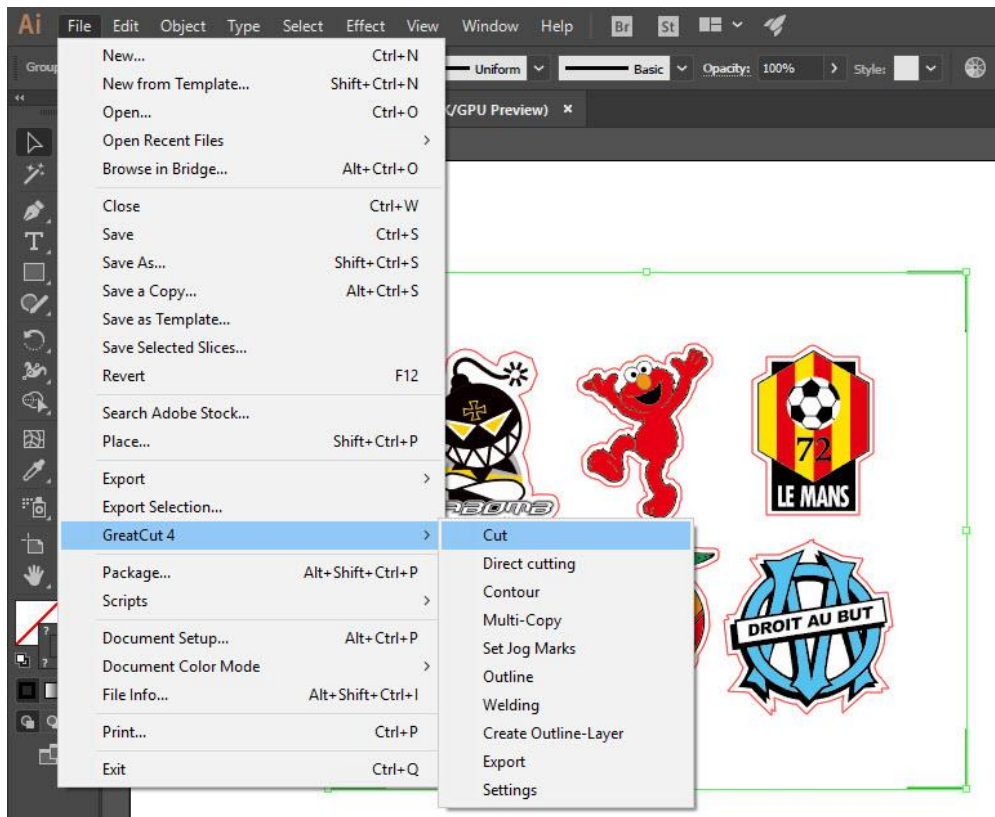 Ai File Edit Object Type Select Effect View Window Help Br St
Group Uniform Basic Opacity: 100% Style:
/GPU Preview) ×
New... Ctrl+N
New from Template... Shift+Ctrl+N
Open... Ctrl+O
Open Recent Files
Browse in Bridge... Alt+Ctrl+O
Close Ctrl+W
Save Ctrl+S
Save As... Shift+Ctrl+S
Save a Copy... Alt+Ctrl+S
Save as Template...
Save Selected Slices...
Revert F12
Search Adobe Stock...
Place... Shift+Ctrl+P
Export
Export Selection...
GreatCut 4
Package... Alt+Shift+Ctrl+P
Scripts
Document Setup... Alt+Ctrl+P
Document Color Mode
File Info... Alt+Shift+Ctrl+I
Print... Ctrl+P
Exit Ctrl+Q
Cut
Direct cutting
Contour
Multi-Copy
Set Jog Marks
Outline
Welding
Create Outline-Layer
Export
Settings
72
LE MANS
DROIT AU BUT